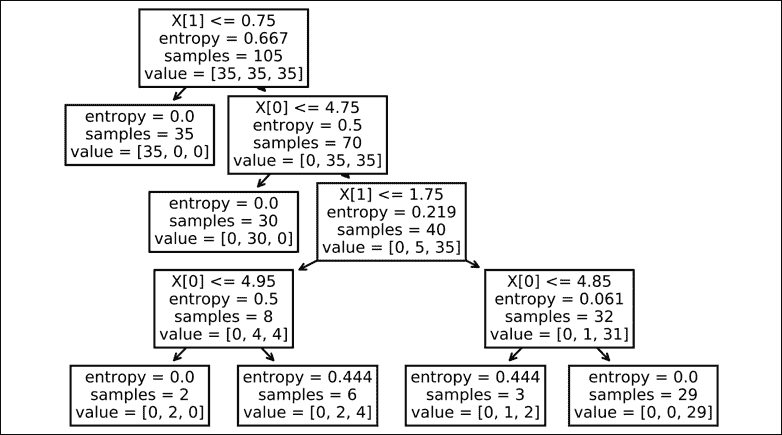 X[1] <= 0.75
entropy = 0.667
samples = 105
value = [35, 35, 35]
entropy = 0.0
samples = 35
value = [35, 0, 0]
X[0] <= 4.75
entropy = 0.5
samples = 70
value = [0, 35, 35]
entropy = 0.0
samples = 30
value = [0, 30, 0]
X[1] <= 1.75
entropy = 0.219
samples = 40
value = [0, 5, 35]
X[0] <= 4.95
entropy = 0.5
samples = 8
value = [0, 4, 4]
X[0] <= 4.85
entropy = 0.061
samples = 32
value = [0, 1, 31]
entropy = 0.0
samples = 2
value = [0, 2, 0]
entropy = 0.444
samples = 6
value = [0, 2, 4]
entropy = 0.444
samples = 3
value = [0, 1, 2]
entropy = 0.0
samples = 29
value = [0, 0, 29]